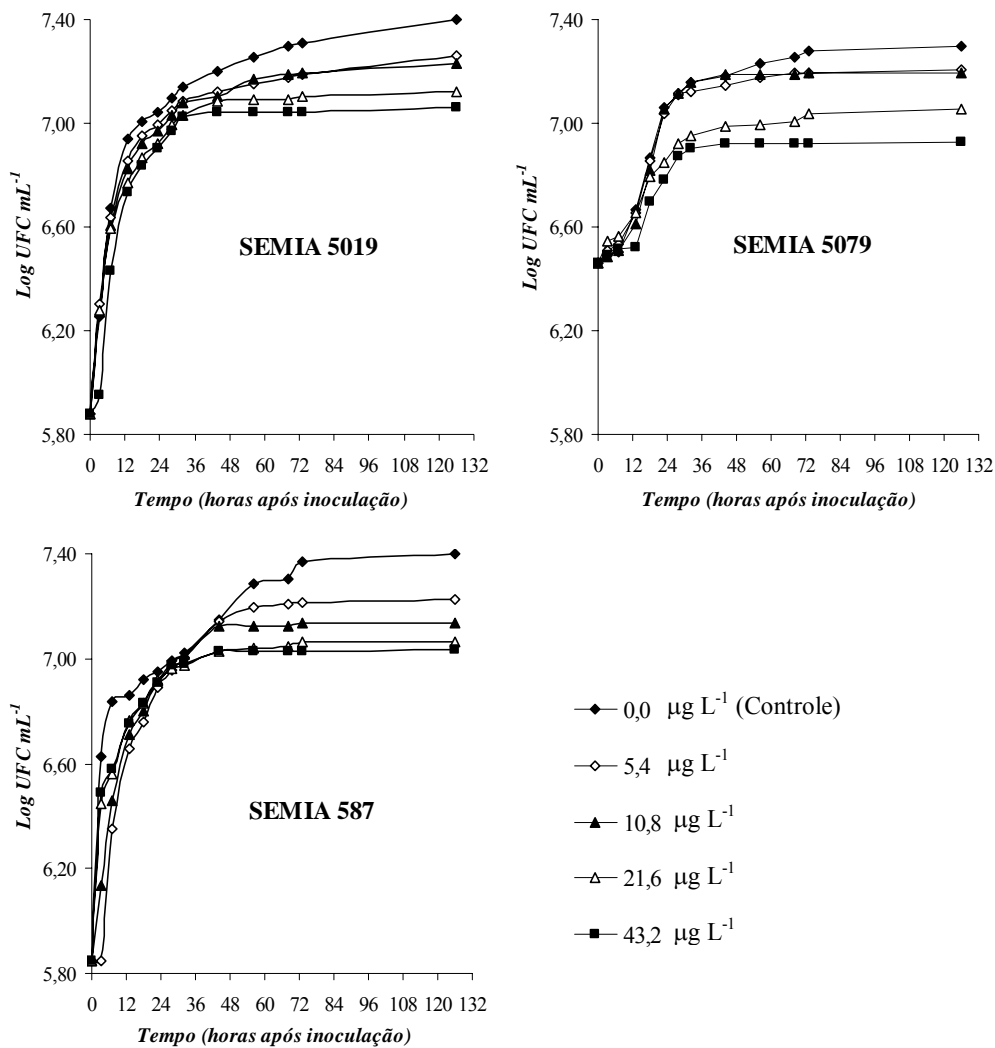 7,40
7,00
6,60
6,20
5,80
Log UFC mL-1
SEMIA 5019
0 12 24 36 48 60 72 84 96 108 120 132
Tempo (horas após inoculação)
7,40
7,00
6,60
6,20
5,80
Log UFC mL-1
SEMIA 5079
0 12 24 36 48 60 72 84 96 108 120 132
Tempo (horas após inoculação)
7,40
7,00
6,60
6,20
5,80
Log UFC mL-1
SEMIA 587
0 12 24 36 48 60 72 84 96 108 120 132
Tempo (horas após inoculação)
0,0 µg L-1 (Controle)
5,4 µg L-1
10,8 µg L-1
21,6 µg L-1
43,2 µg L-1